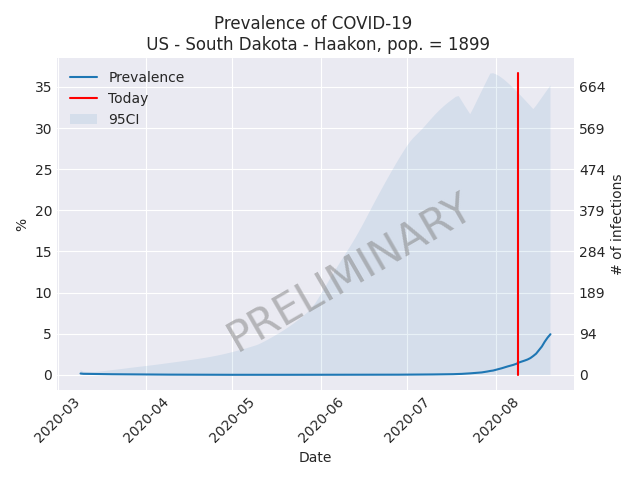 Prevalence of COVID-19
US - South Dakota - Haakon, pop. = 1899
Prevalence
Today
95CI
35
30
25
20
15
10
5
0
%
664
569
474
379
284
189
94
0
# of infections
PRELIMINARY
2020-03
2020-04
2020-05
2020-06
2020-07
2020-08
Date